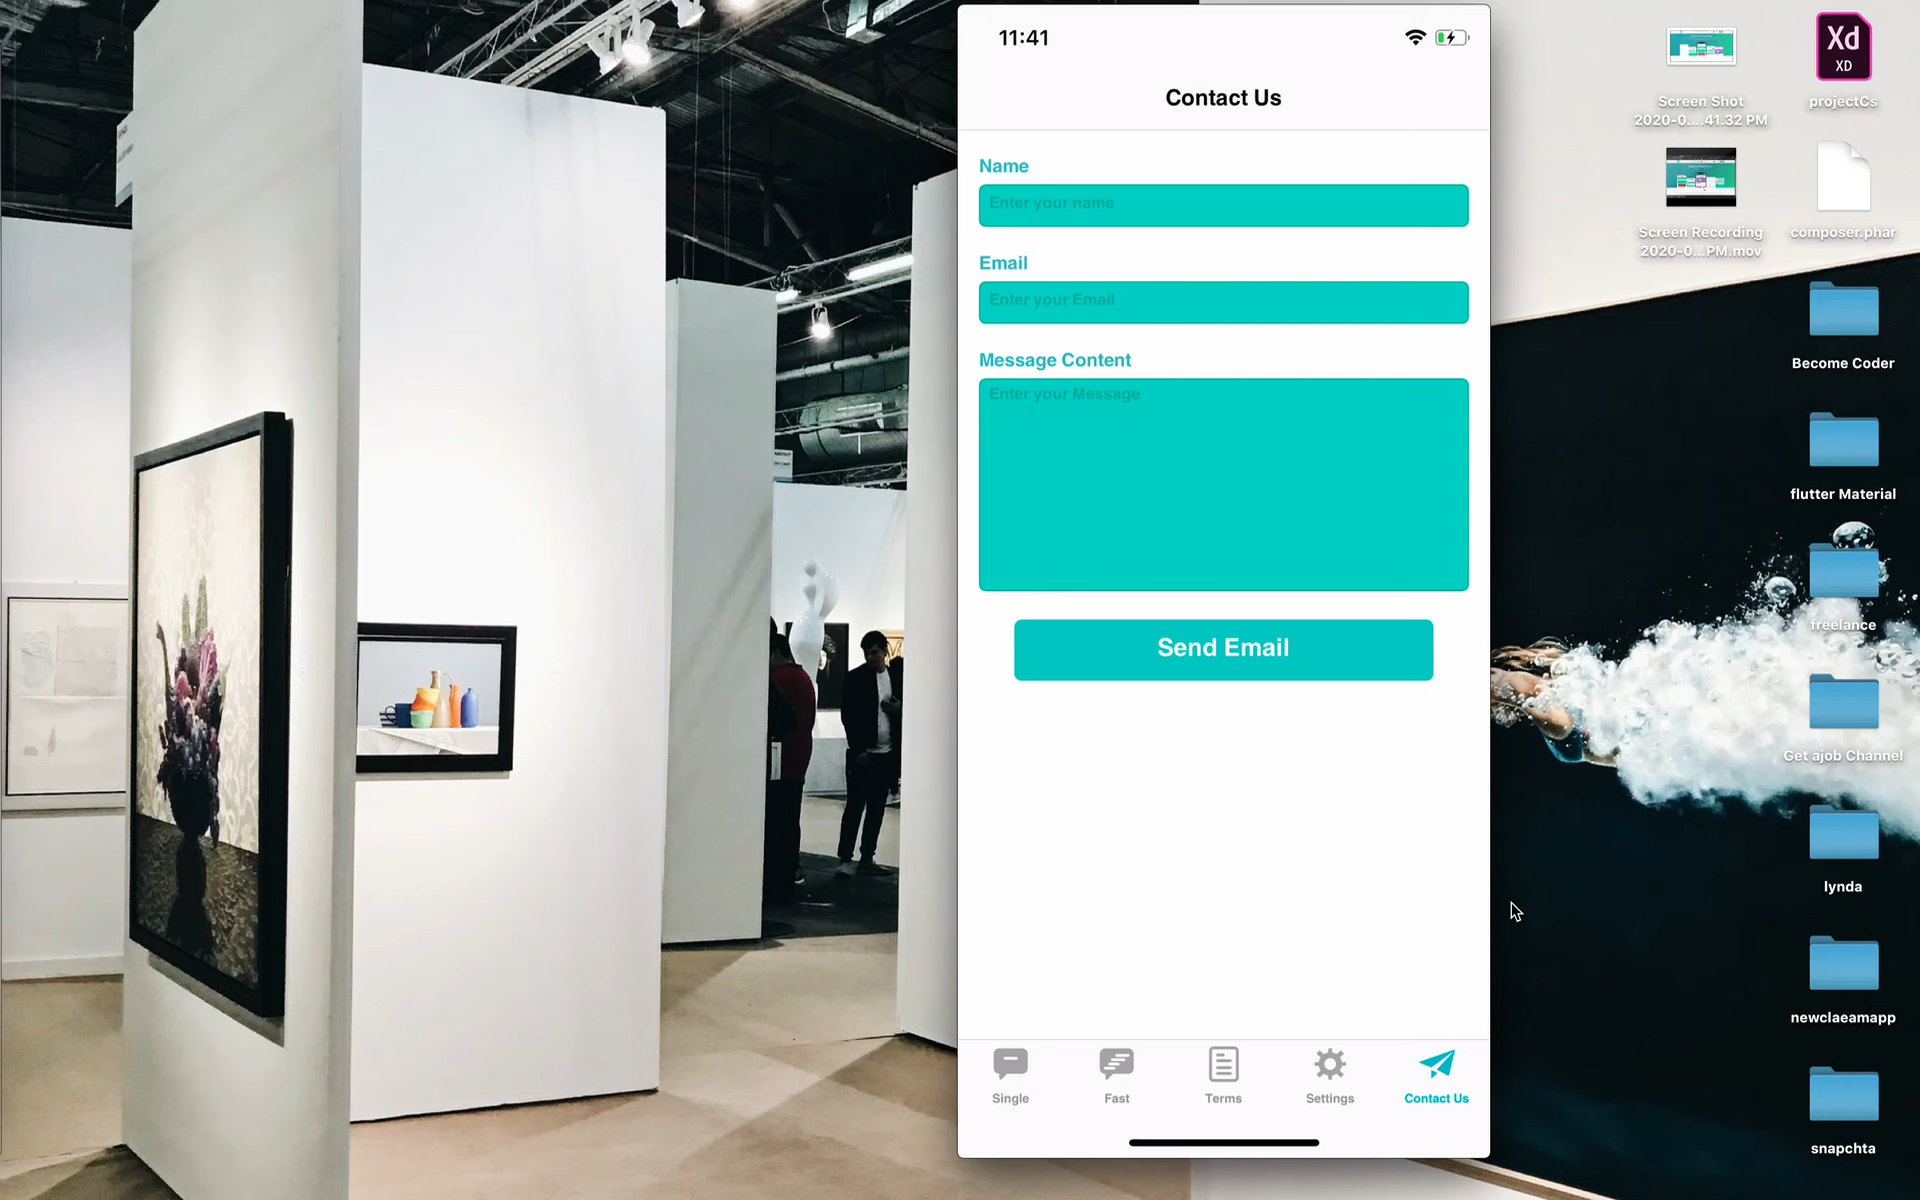 11:41
Contact Us
Name
Enter your name
Email
Enter your Email
Message Content
Enter your Message
Send Email
Single
Fast
Terms
Settings
Contact Us
Screen Shot
2020-0....41.32 PM
Xd
XD
projectCs
Screen Recording
2020-0...PM.mov
composer.phar
Become Coder
flutter Material
freelance
Get ajob Channel
lynda
newclaeamapp
snapchta